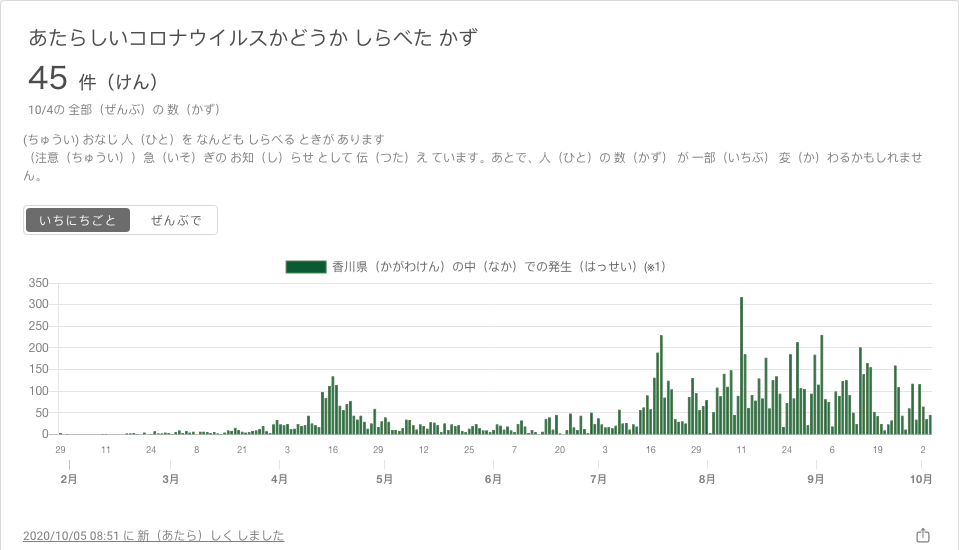 あたらしいコロナウイルスかどうか しらべた かず
45 件（けん）
10/4の 全部（ぜんぶ）の 数（かず）
(ちゅうい) おなじ 人（ひと）を なんども しらべる ときが あります
（注意（ちゅうい））急（いそ）ぎの お知（し）らせ として 伝（つた）え ています。あとで、人（ひと）の 数（かず） が 一部（いちぶ） 変（か）わるかもしれませ
ん。
いちにちごと ぜんぶで
香川県（かがわけん）の中（なか）での発生（はっせい）(※1)
350
300
250
200
150
100
50
0
29 11 24 8 21 3 16 29 12 25 7 20 3 16 29 11 24 6 19 2
2月 3月 4月 5月 6月 7月 8月 9月 10月
2020/10/05 08:51 に 新（あたら）しく しました